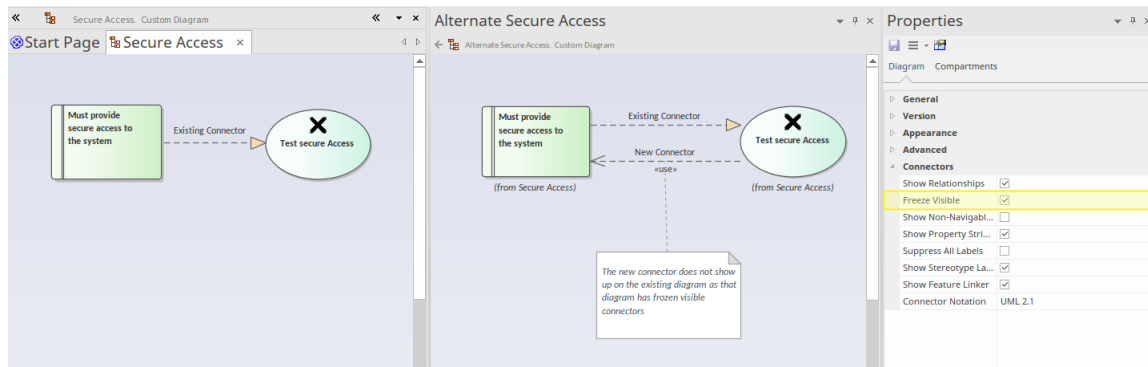 Secure Access. Custom Diagram
Start Page
Secure Access
Must provide
secure access to
the system
Existing Connector
Test secure Access
Alternate Secure Access
Alternate Secure Access. Custom Diagram
Must provide
secure access to
the system
Existing Connector
New Connector
«use»
Test secure Access
(from Secure Access)
(from Secure Access)
The new connector does not show
up on the existing diagram as that
diagram has frozen visible
connectors
Properties
Diagram Compartments
General
Version
Appearance
Advanced
Connectors
Show Relationships
Freeze Visible
Show Non-Navigabl...
Show Property Stri...
Suppress All Labels
Show Stereotype La...
Show Feature Linker
Connector Notation UML 2.1